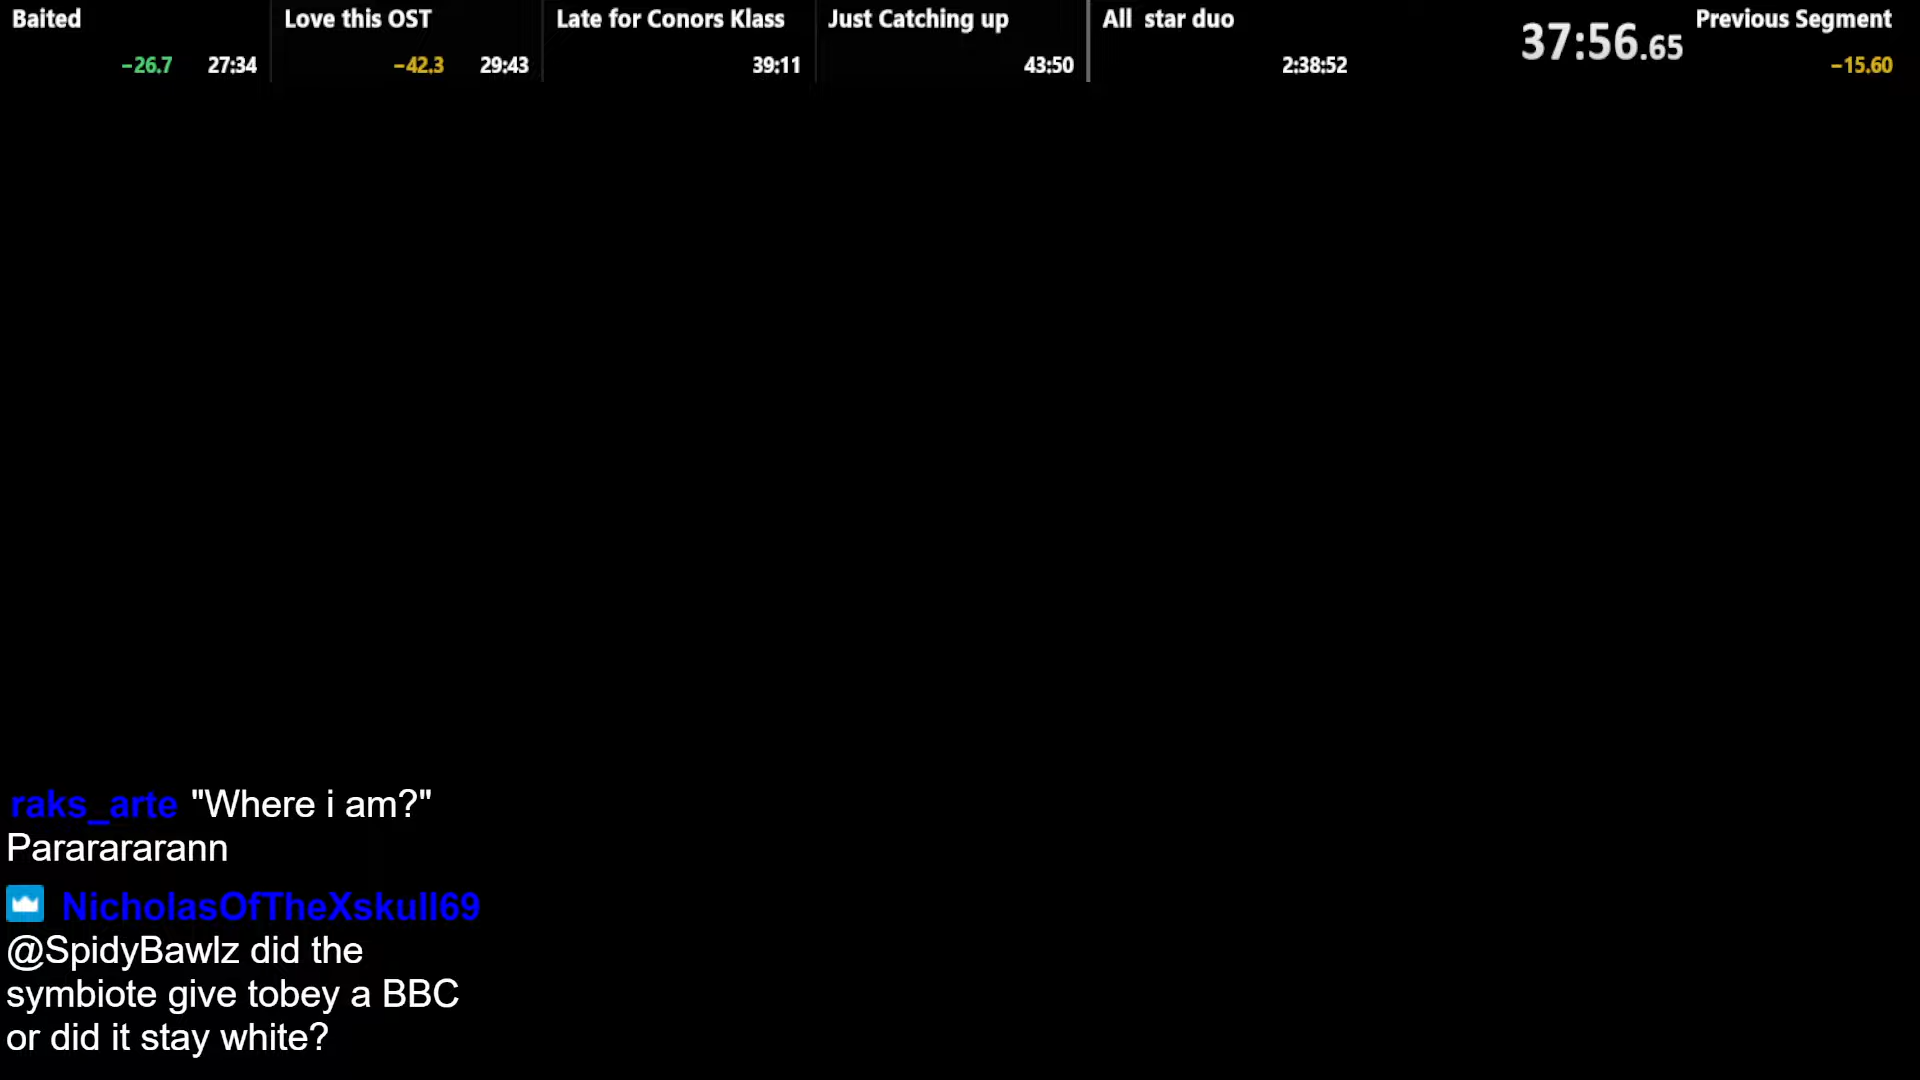 Baited
-26.7 27:34
Love this OST
-42.3 29:43
Late for Conors Klass
39:11
Just Catching up
43:50
All star duo
2:38:52
37:56.65
Previous Segment
-15.60
raks_arte "Where i am?"
Parararararann
NicholasOfTheXskull69
@SpidyBawlz did the
symbiote give tobey a BBC
or did it stay white?